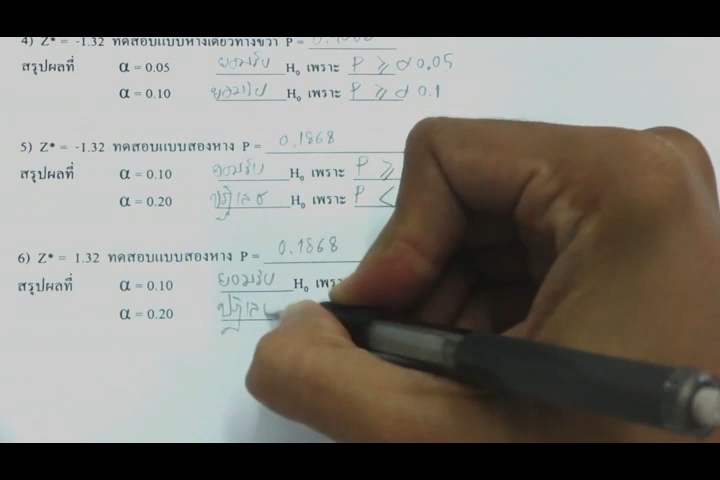 4) Z* = -1.32 ทดสอบแบบหางเดียวทางขวา P =
สรุปผลที่ α = 0.05 ยอมรับ H₀ เพราะ P ≥ α 0.05
α = 0.10 ยอมรับ H₀ เพราะ P ≥ α 0.1
5) Z* = -1.32 ทดสอบแบบสองหาง P = 0.1868
สรุปผลที่ α = 0.10 ยอมรับ H₀ เพราะ P ≥
α = 0.20 ปฏิเสธ H₀ เพราะ P <
6) Z* = 1.32 ทดสอบแบบสองหาง P = 0.1868
สรุปผลที่ α = 0.10 ยอมรับ H₀
α = 0.20